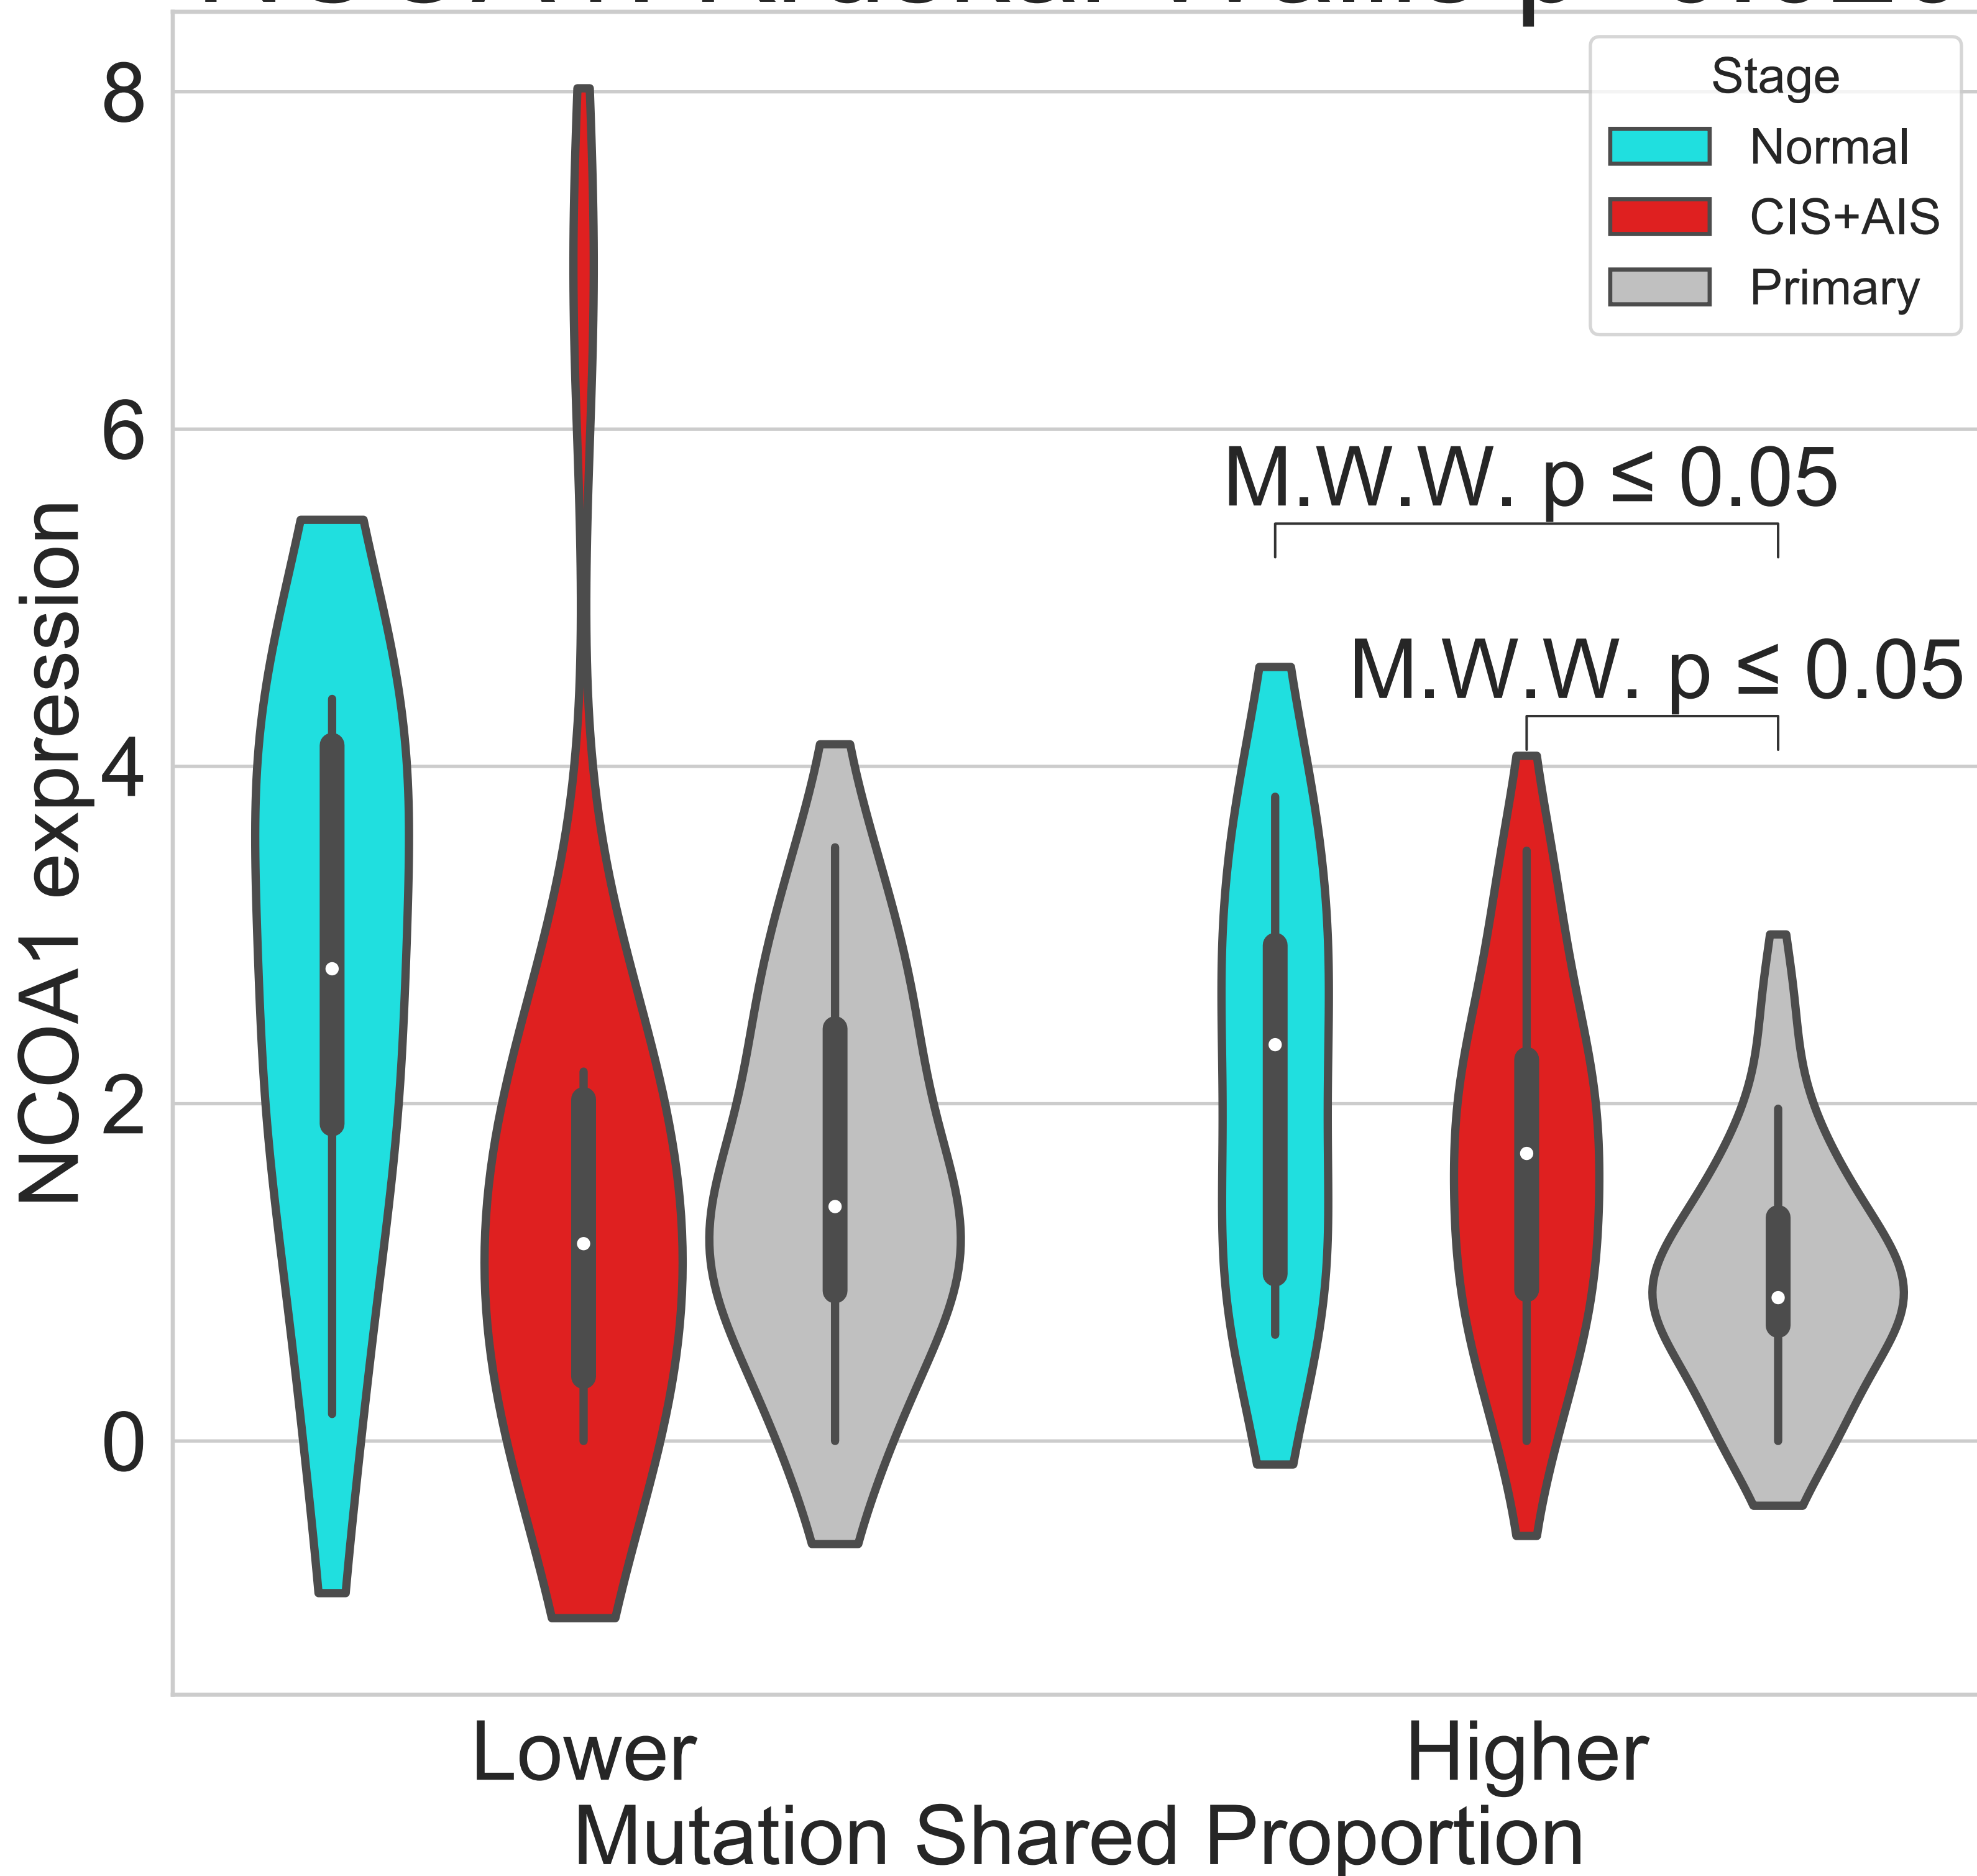 Stage
Normal
CIS+AIS
Primary
8
6
4
2
0
NCOA1 expression
M.W.W. p ≤ 0.05
M.W.W. p ≤ 0.05
Lower
Higher
Mutation Shared Proportion